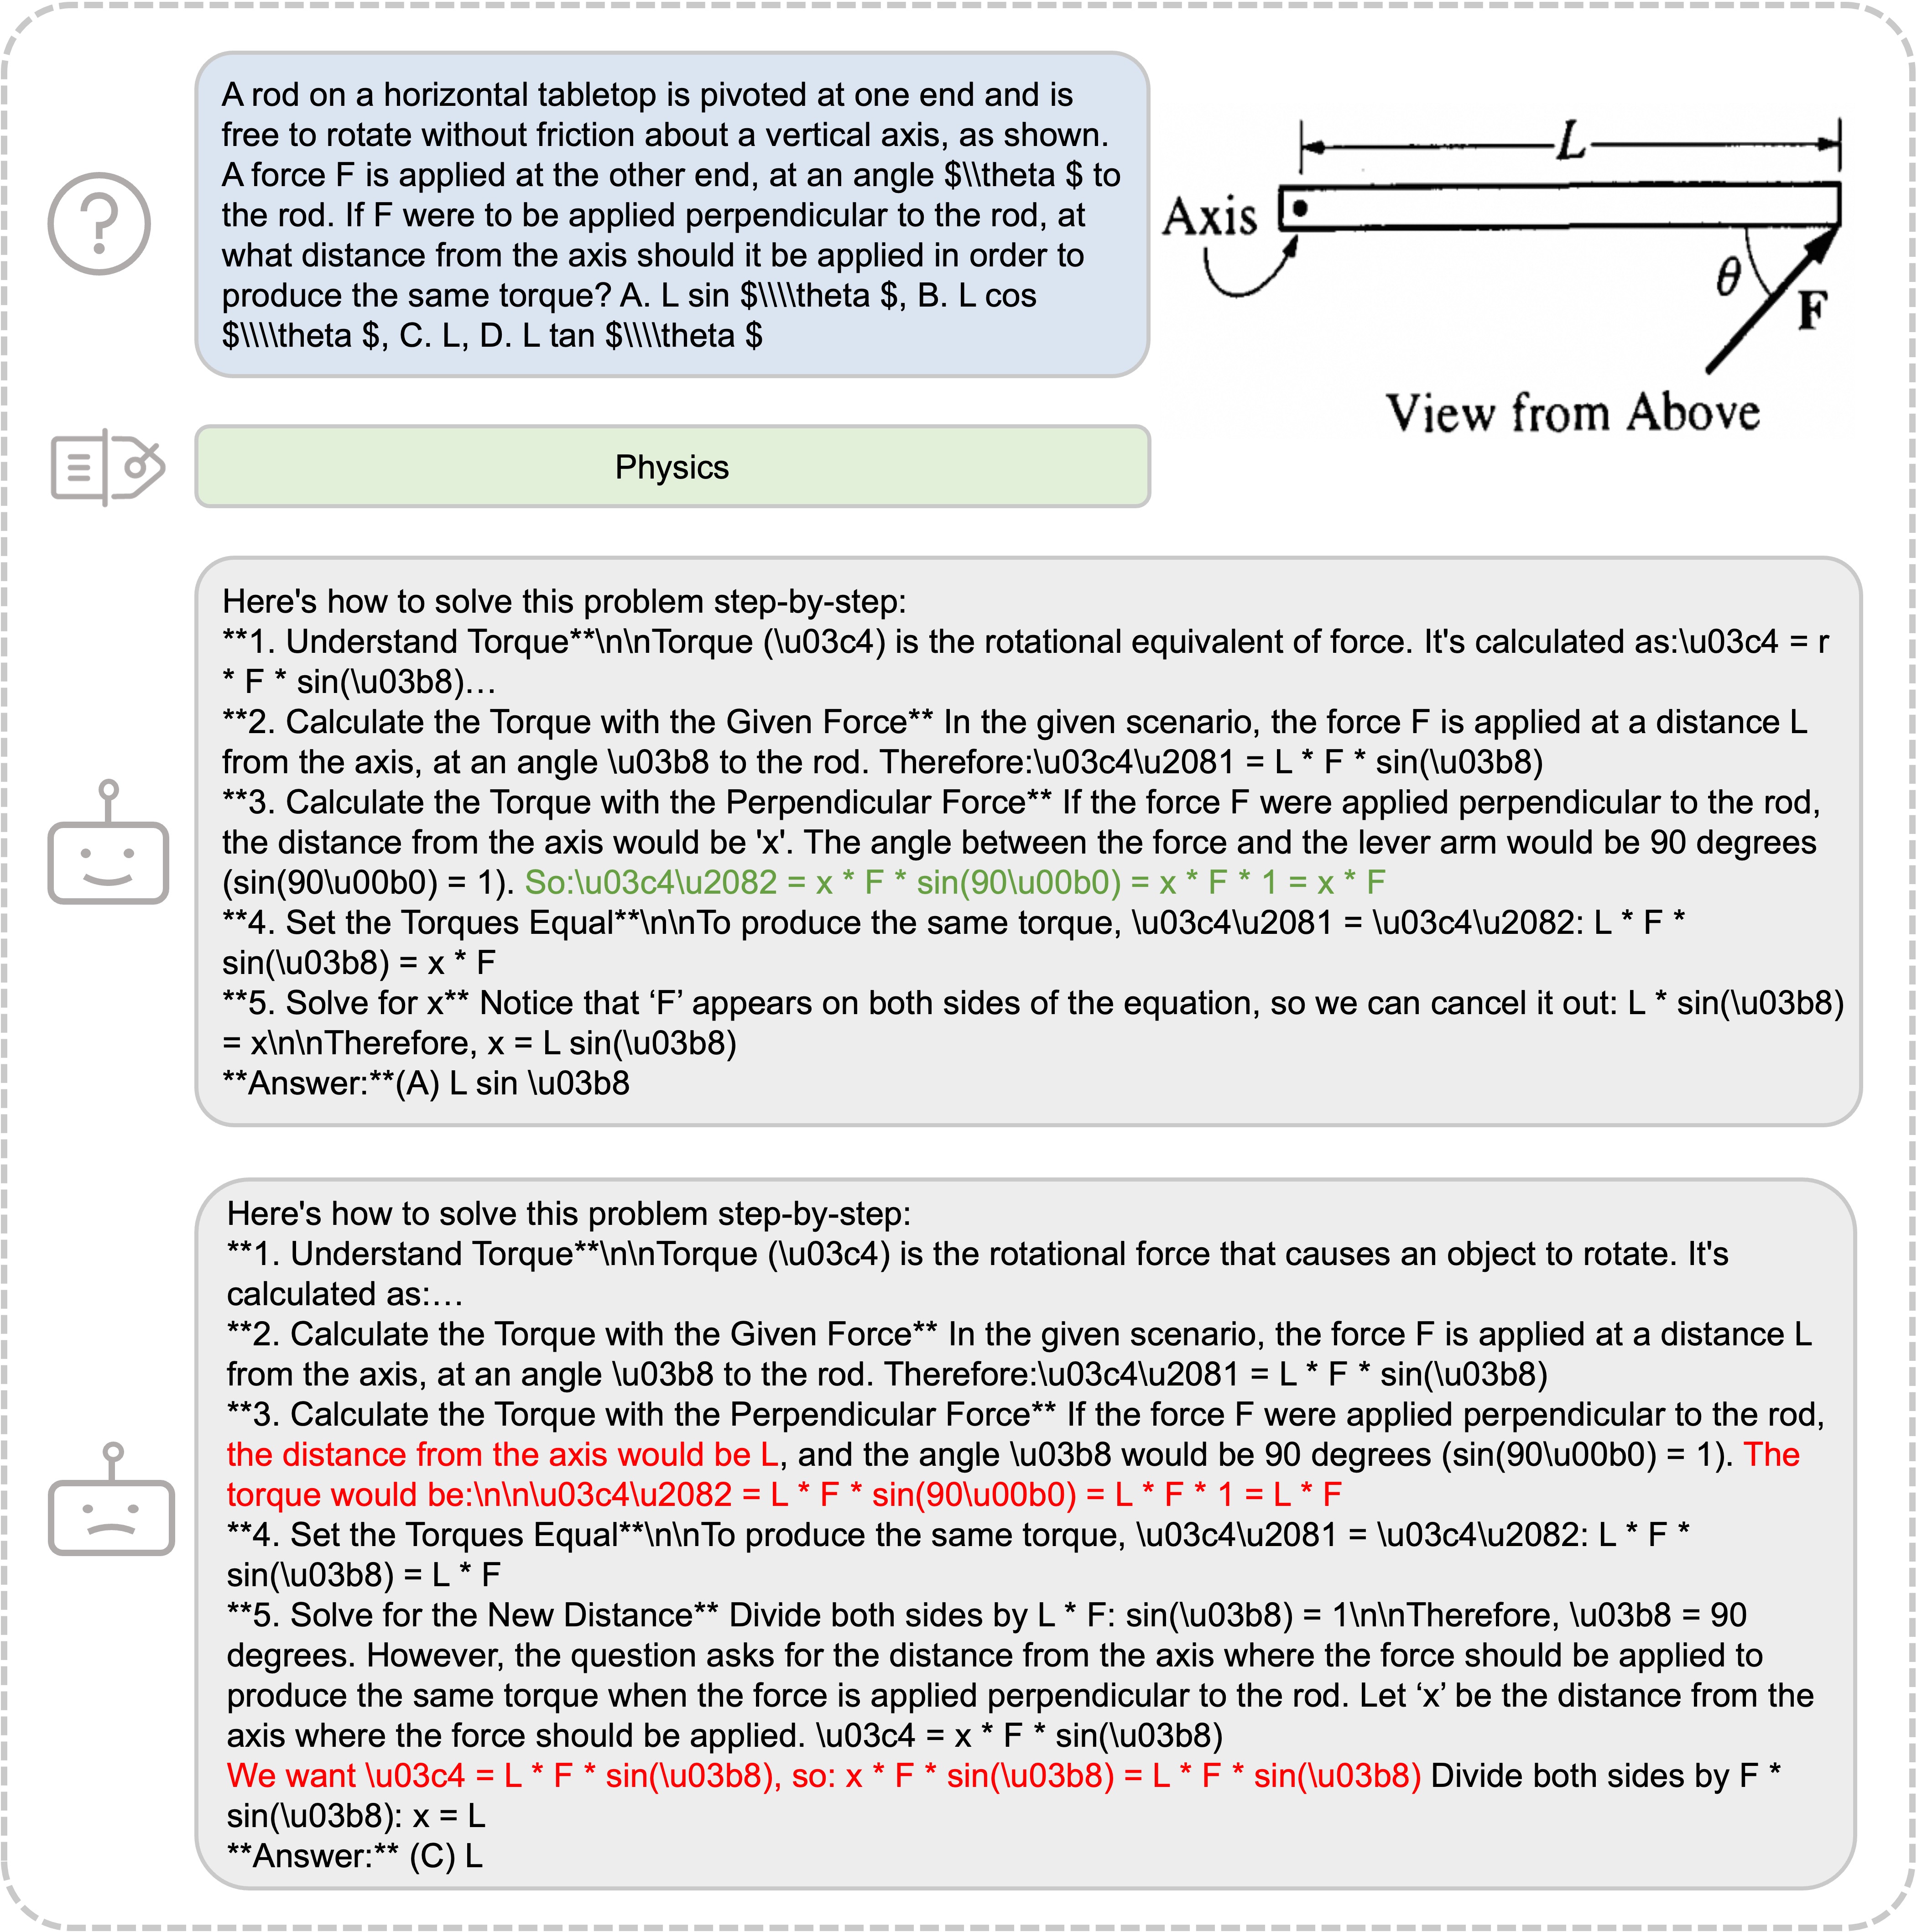 A rod on a horizontal tabletop is pivoted at one end and is
free to rotate without friction about a vertical axis, as shown.
A force F is applied at the other end, at an angle $\\theta $ to
the rod. If F were to be applied perpendicular to the rod, at
what distance from the axis should it be applied in order to
produce the same torque? A. L sin $\\\\theta $, B. L cos
$\\\\theta $, C. L, D. L tan $\\\\theta $
L
Axis
θ
F
View from Above
Physics
Here's how to solve this problem step-by-step:
**1. Understand Torque**\n\nTorque (\u03c4) is the rotational equivalent of force. It's calculated as:\u03c4 = r
* F * sin(\u03b8)…
**2. Calculate the Torque with the Given Force** In the given scenario, the force F is applied at a distance L
from the axis, at an angle \u03b8 to the rod. Therefore:\u03c4\u2081 = L * F * sin(\u03b8)
**3. Calculate the Torque with the Perpendicular Force** If the force F were applied perpendicular to the rod,
the distance from the axis would be 'x'. The angle between the force and the lever arm would be 90 degrees
(sin(90\u00b0) = 1). So:\u03c4\u2082 = x * F * sin(90\u00b0) = x * F * 1 = x * F
**4. Set the Torques Equal**\n\nTo produce the same torque, \u03c4\u2081 = \u03c4\u2082: L * F *
sin(\u03b8) = x * F
**5. Solve for x** Notice that ‘F’ appears on both sides of the equation, so we can cancel it out: L * sin(\u03b8)
= x\n\nTherefore, x = L sin(\u03b8)
**Answer:**(A) L sin \u03b8
Here's how to solve this problem step-by-step:
**1. Understand Torque**\n\nTorque (\u03c4) is the rotational force that causes an object to rotate. It's
calculated as:…
**2. Calculate the Torque with the Given Force** In the given scenario, the force F is applied at a distance L
from the axis, at an angle \u03b8 to the rod. Therefore:\u03c4\u2081 = L * F * sin(\u03b8)
**3. Calculate the Torque with the Perpendicular Force** If the force F were applied perpendicular to the rod,
the distance from the axis would be L, and the angle \u03b8 would be 90 degrees (sin(90\u00b0) = 1). The
torque would be:\n\n\u03c4\u2082 = L * F * sin(90\u00b0) = L * F * 1 = L * F
**4. Set the Torques Equal**\n\nTo produce the same torque, \u03c4\u2081 = \u03c4\u2082: L * F *
sin(\u03b8) = L * F
**5. Solve for the New Distance** Divide both sides by L * F: sin(\u03b8) = 1\n\nTherefore, \u03b8 = 90
degrees. However, the question asks for the distance from the axis where the force should be applied to
produce the same torque when the force is applied perpendicular to the rod. Let ‘x’ be the distance from the
axis where the force should be applied. \u03c4 = x * F * sin(\u03b8)
We want \u03c4 = L * F * sin(\u03b8), so: x * F * sin(\u03b8) = L * F * sin(\u03b8) Divide both sides by F *
sin(\u03b8): x = L
**Answer:** (C) L